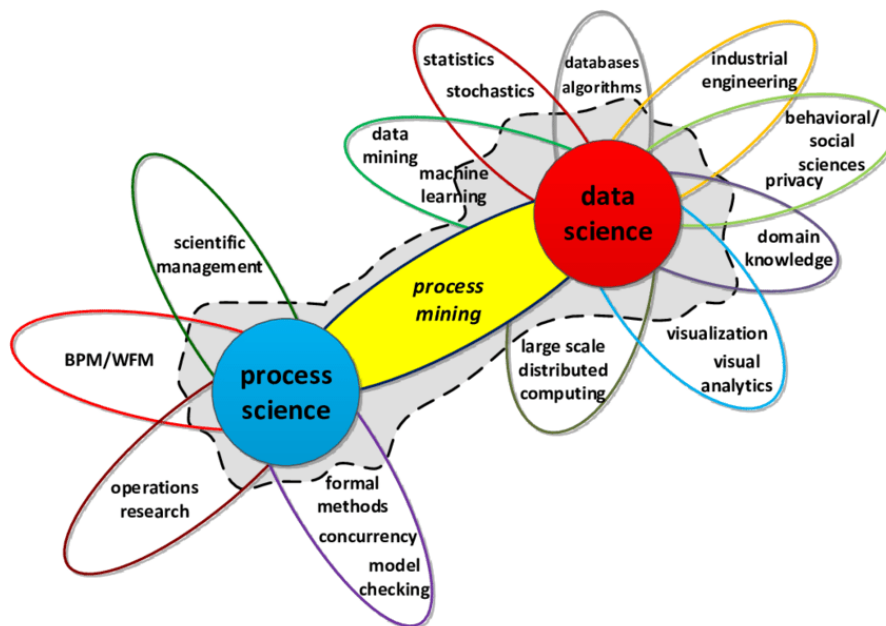 statistics
stochastics
databases
algorithms
industrial
engineering
behavioral/
social
sciences
privacy
data
mining
machine
learning
data
science
domain
knowledge
scientific
management
process
mining
visualization
visual
analytics
large scale
distributed
computing
BPM/WFM
process
science
operations
research
formal
methods
concurrency
model
checking